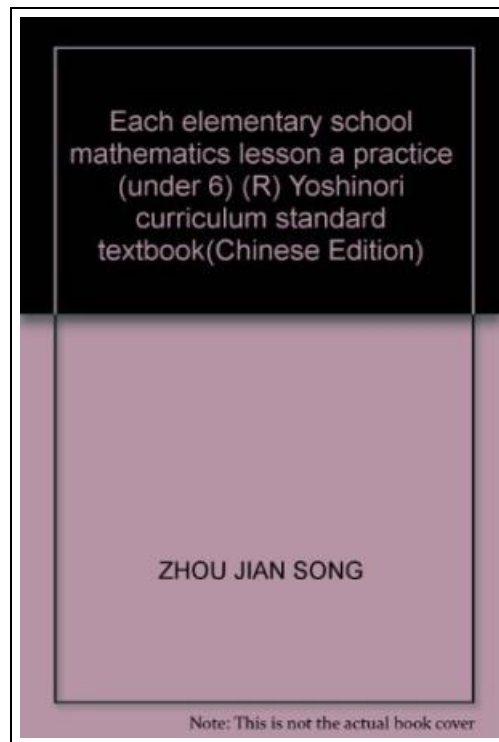 Each elementary school
mathematics lesson a practice
(under 6) (R) Yoshinori
curriculum standard
textbook(Chinese Edition)
ZHOU JIAN SONG
Note: This is not the actual book cover